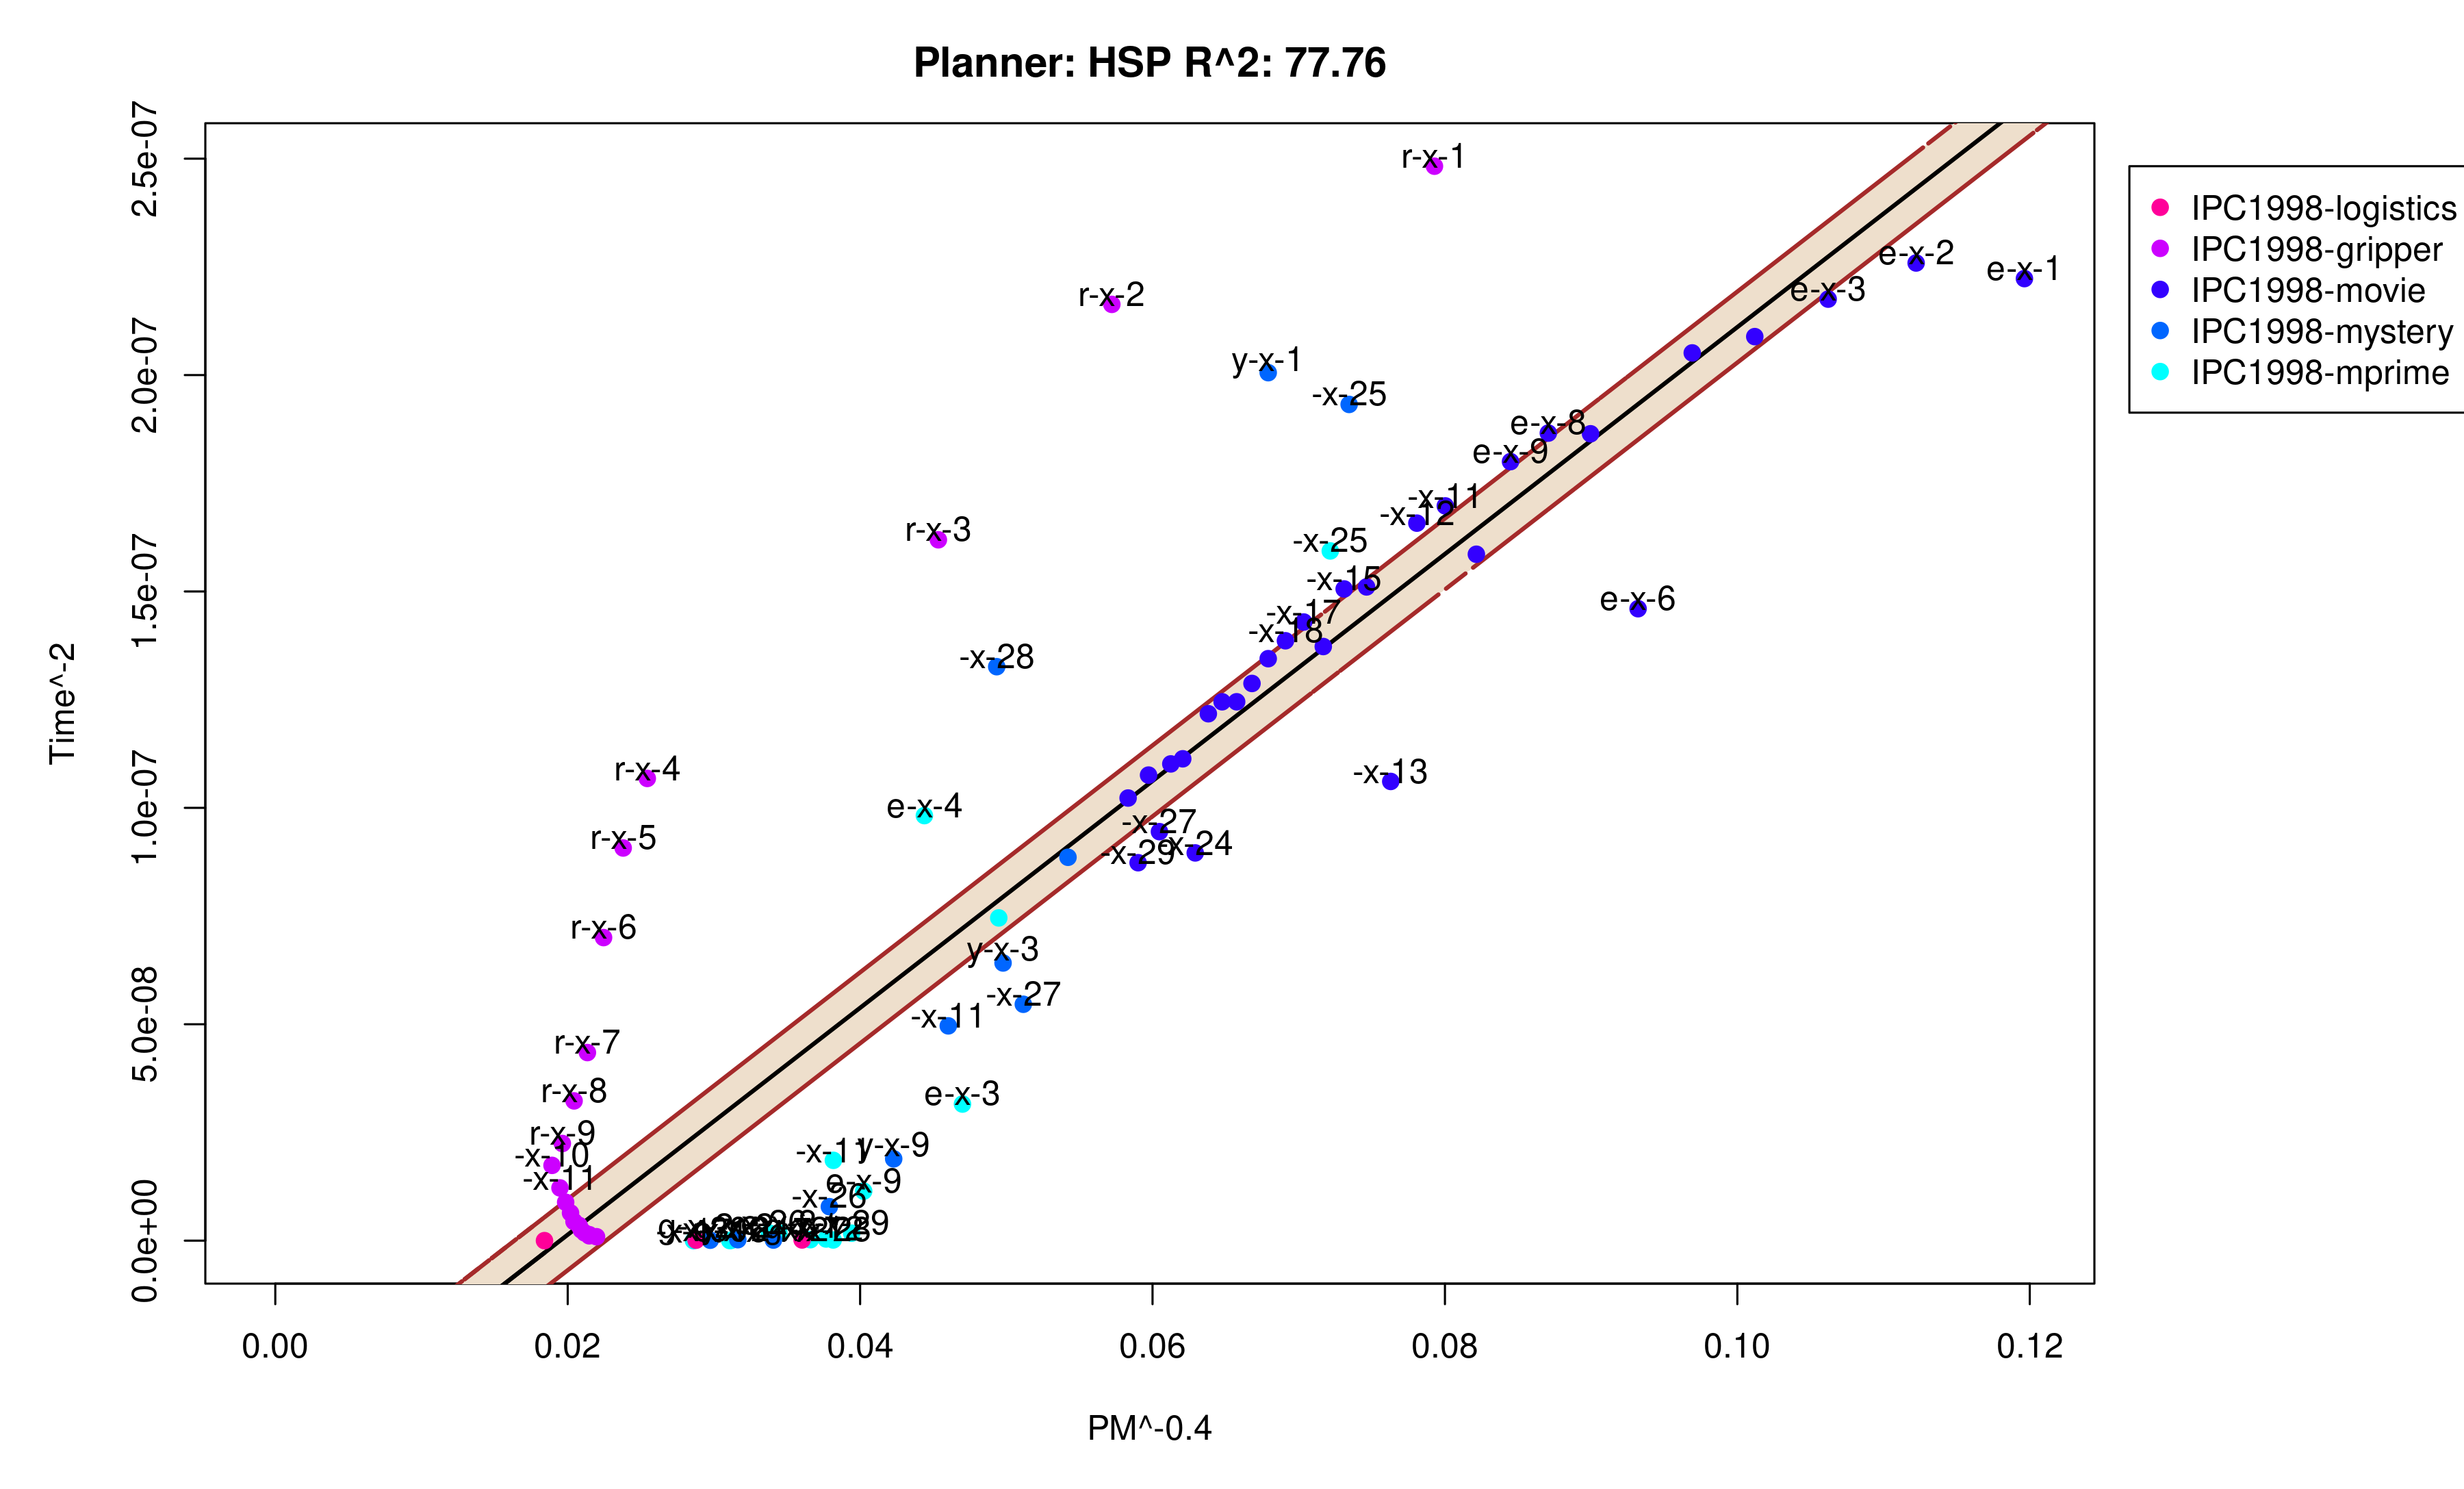 Planner: HSP R^2: 77.76
2.5e-07
2.0e-07
1.5e-07
1.0e-07
5.0e-08
0.0e+00
Time^-2
r-x-1
e-x-2
e-x-1
e-x-3
r-x-2
y-x-1
-x-25
e-x-8
e-x-9
-x-11
-x-12
r-x-3
-x-25
-x-15
e-x-6
-x-17
-x-18
-x-28
r-x-4
-x-13
e-x-4
-x-27
r-x-5
-x-24
-x-29
r-x-6
y-x-3
-x-27
-x-11
r-x-7
r-x-8
e-x-3
r-x-9
-x-11
y-x-9
-x-10
-x-11
e-x-9
-x-26
0.00
0.02
0.04
0.06
0.08
0.10
0.12
PM^-0.4
IPC1998-logistics
IPC1998-gripper
IPC1998-movie
IPC1998-mystery
IPC1998-mprime